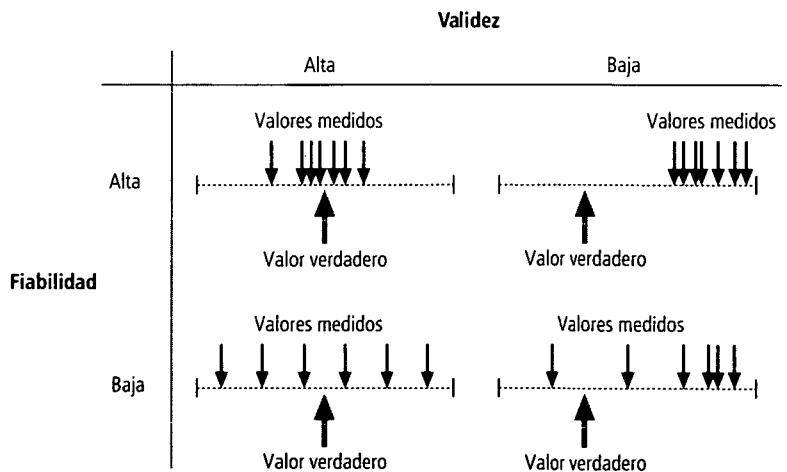 Validez
Alta Baja
Valores medidos Valores medidos
Alta
Valor verdadero Valor verdadero
Fiabilidad
Valores medidos Valores medidos
Baja
Valor verdadero Valor verdadero